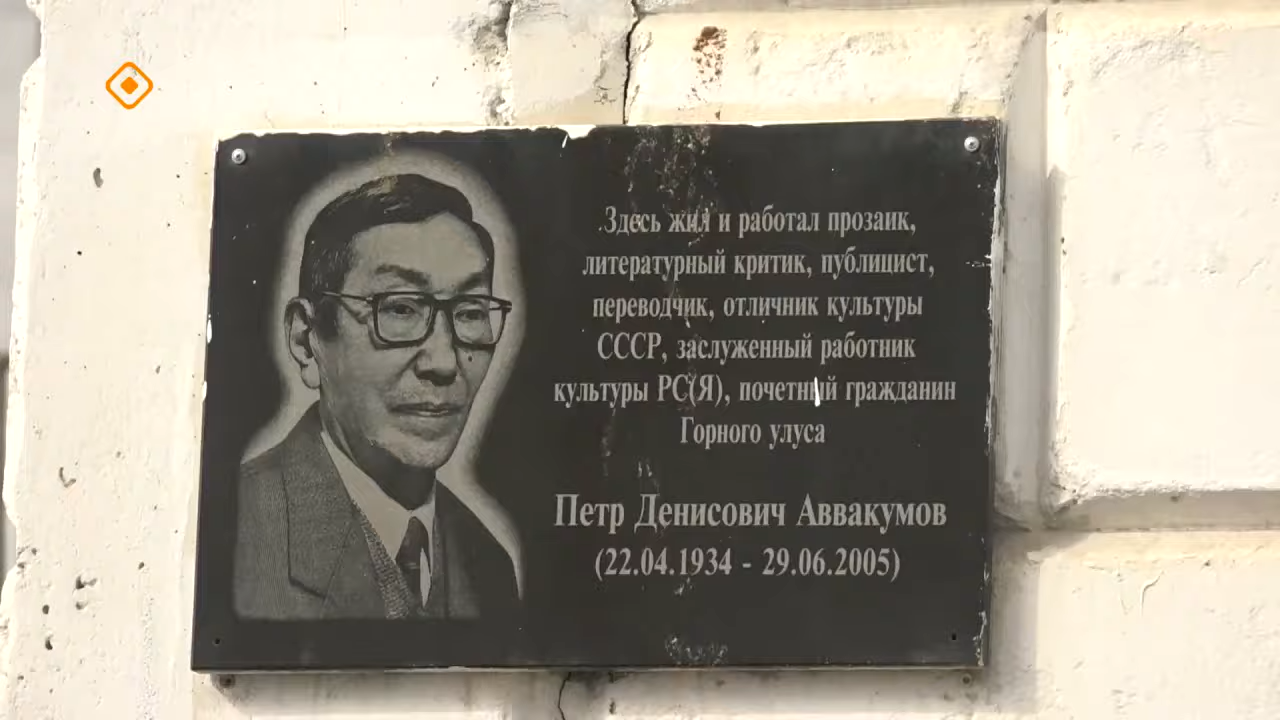 Здесь жил и работал прозаик,
литературный критик, публицист,
переводчик, отличник культуры
СССР, заслуженный работник
культуры РС(Я), почетный гражданин
Горного улуса
Петр Денисович Аввакумов
(22.04.1934 - 29.06.2005)